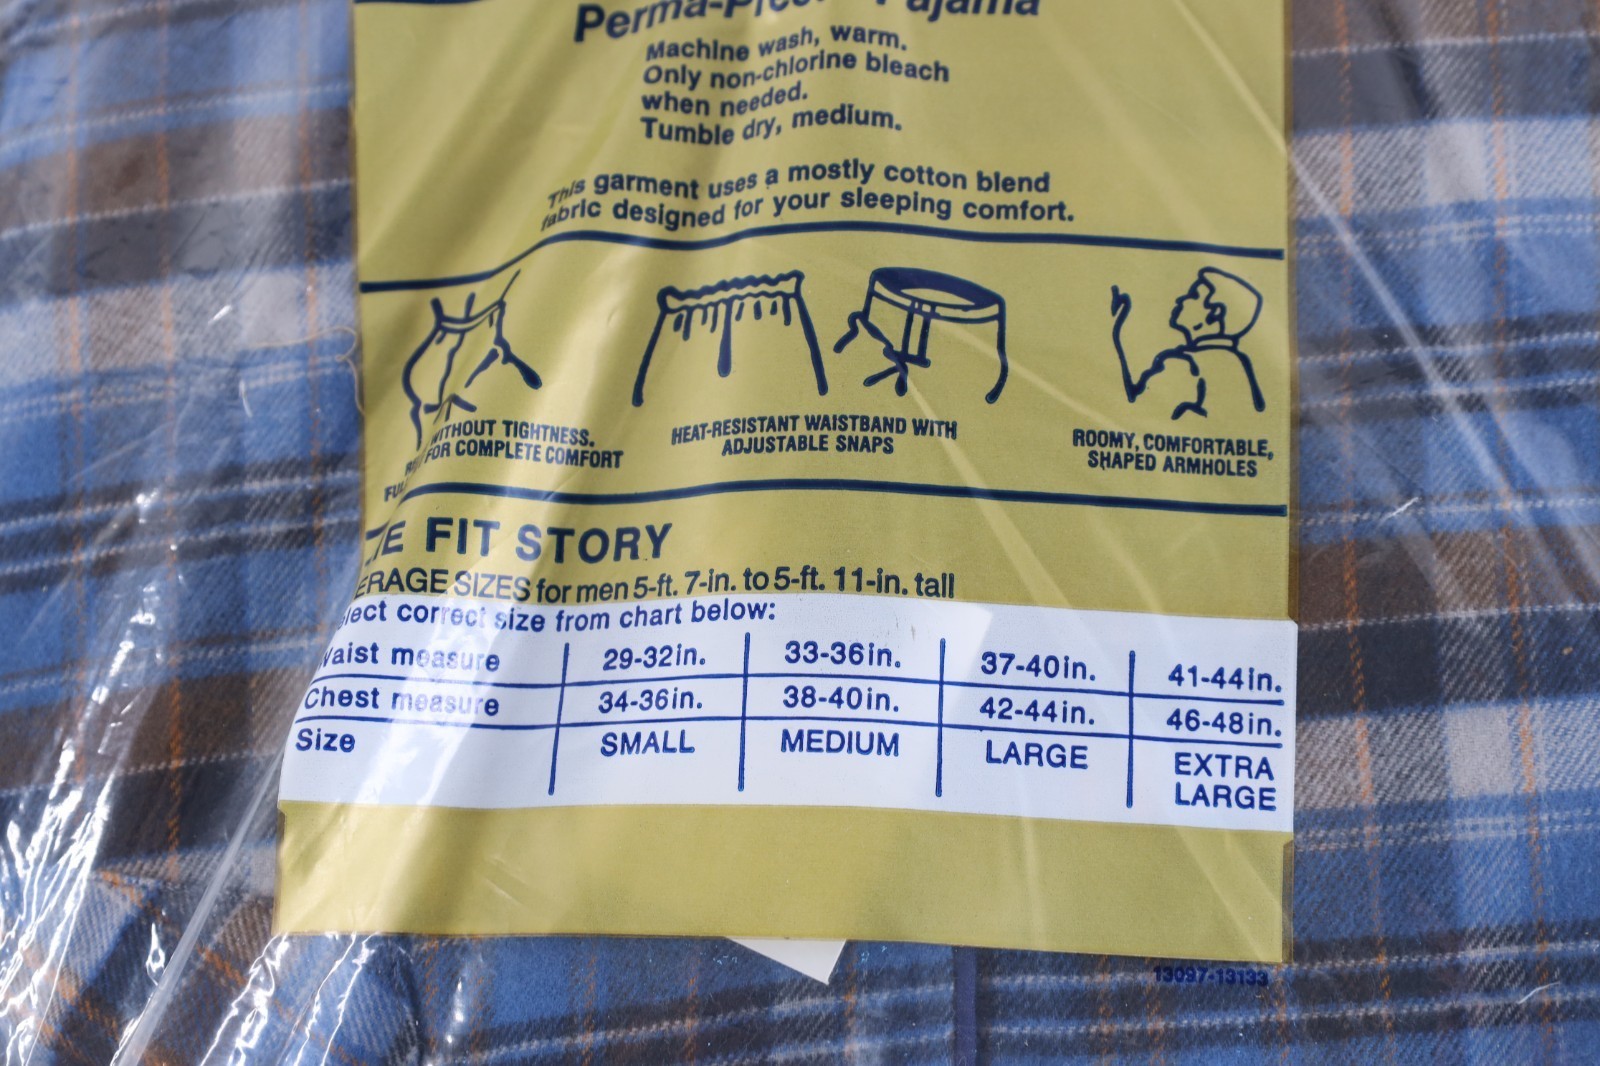 Pajama
Machine wash, warm.
Only non-chlorine bleach
when needed.
Tumble dry, medium.
This garment uses a mostly cotton blend
fabric designed for your sleeping comfort.
WITHOUT TIGHTNESS.
FOR COMPLETE COMFORT
HEAT-RESISTANT WAISTBAND WITH
ADJUSTABLE SNAPS
ROOMY, COMFORTABLE,
SHAPED ARMHOLES
FIT STORY
ERAGE SIZES for men 5-ft. 7-in. to 5-ft. 11-in. tall
lect correct size from chart below:
Waist measure 29-32in. 33-36in. 37-40in. 41-44in.
Chest measure 34-36in. 38-40in. 42-44in. 46-48in.
Size SMALL MEDIUM LARGE EXTRA LARGE
13097-13133